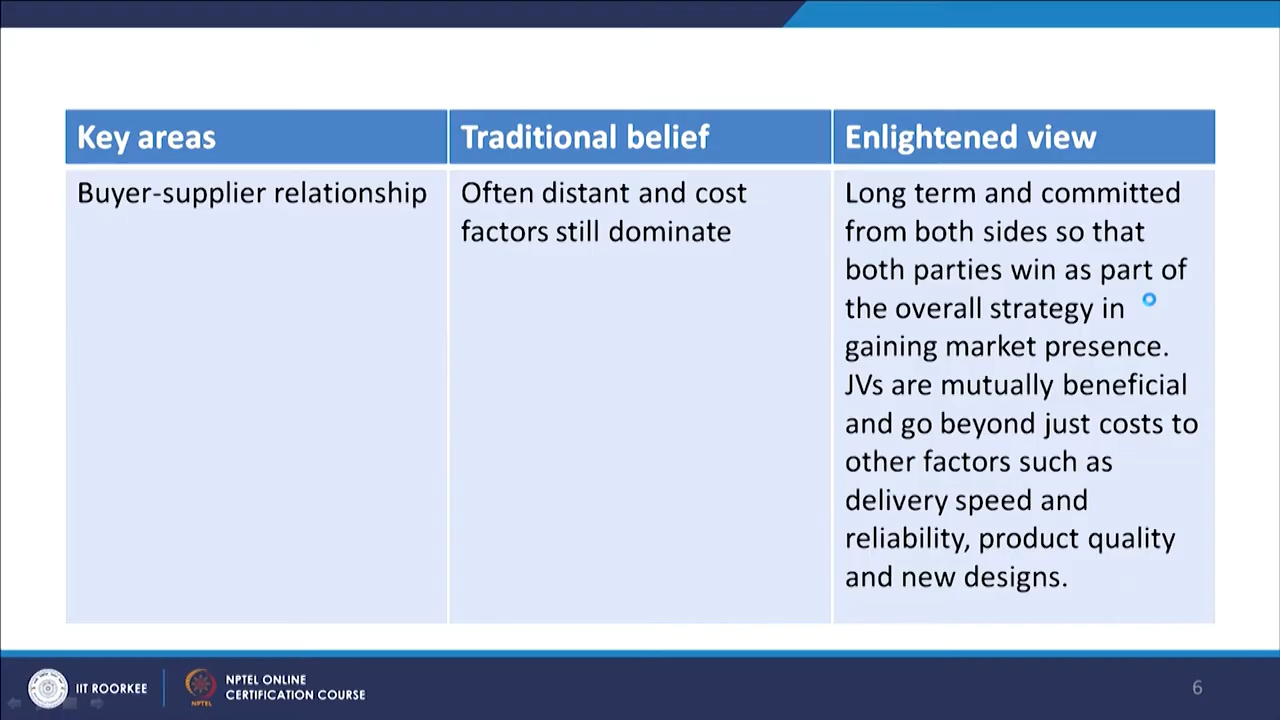 Key areas
Traditional belief
Enlightened view
Buyer-supplier relationship
Often distant and cost
factors still dominate
Long term and committed
from both sides so that
both parties win as part of
the overall strategy in
gaining market presence.
JVs are mutually beneficial
and go beyond just costs to
other factors such as
delivery speed and
reliability, product quality
and new designs.
IIT ROORKEE
NPTEL
NPTEL ONLINE
CERTIFICATION COURSE
6